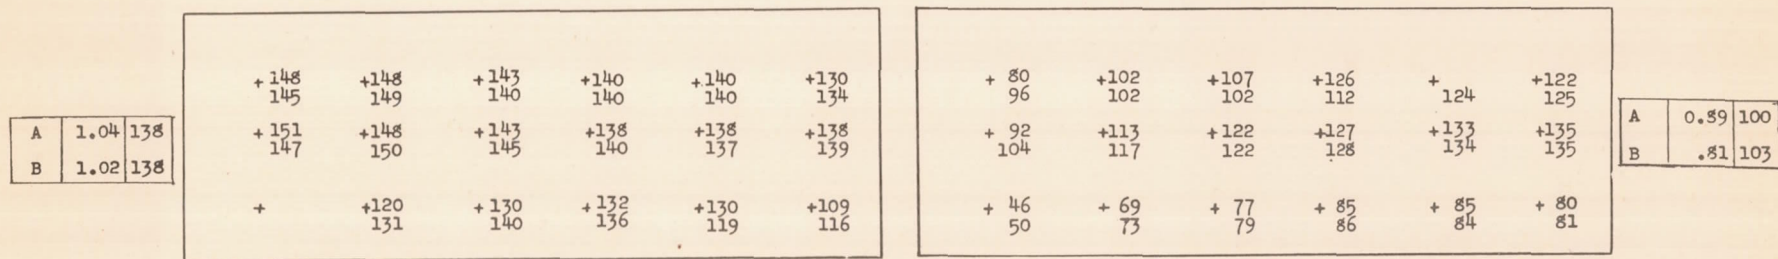 + 148 +148 +143 +140 +140 +130
145 149 140 140 140 134
+ 151 +148 +143 +138 +138 +138
147 150 145 140 137 139
+ +120 +130 +132 +130 +109
131 140 136 119 116
A 1.04 138
B 1.02 138
+ 80 +102 +107 +126 + +122
96 102 102 112 124 125
+ 92 +113 +122 +127 +133 +135
104 117 122 128 134 135
+ 46 + 69 + 77 + 85 + 85 + 80
50 73 79 86 84 81
A 0.89 100
B .81 103